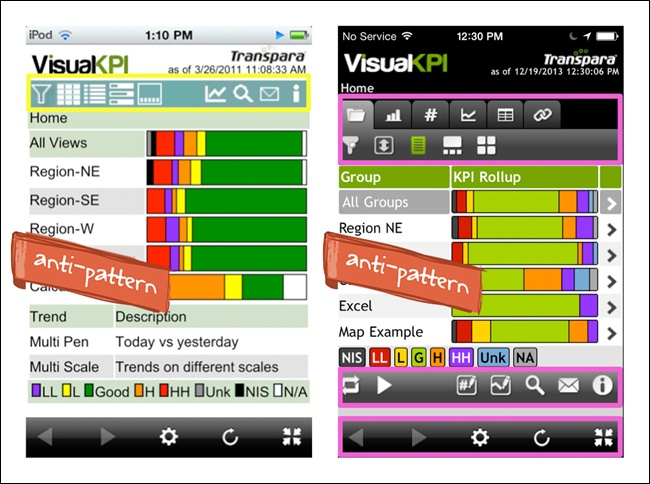 iPod 1:10 PM
VisualKPI Transpara
as of 3/26/2011 11:08:33 AM
Home
All Views
Region-NE
Region-SE
Region-W
anti-pattern
Trend Description
Multi Pen Today vs yesterday
Multi Scale Trends on different scales
LL L Good H HH Unk NIS N/A
No Service 12:30 PM
VisualKPI Transpara
as of 12/19/2013 12:30:06 PM
Home
#
Group KPI Rollup
All Groups
Region NE
anti-pattern
Excel
Map Example
NIS LL L G H HH Unk NA
#